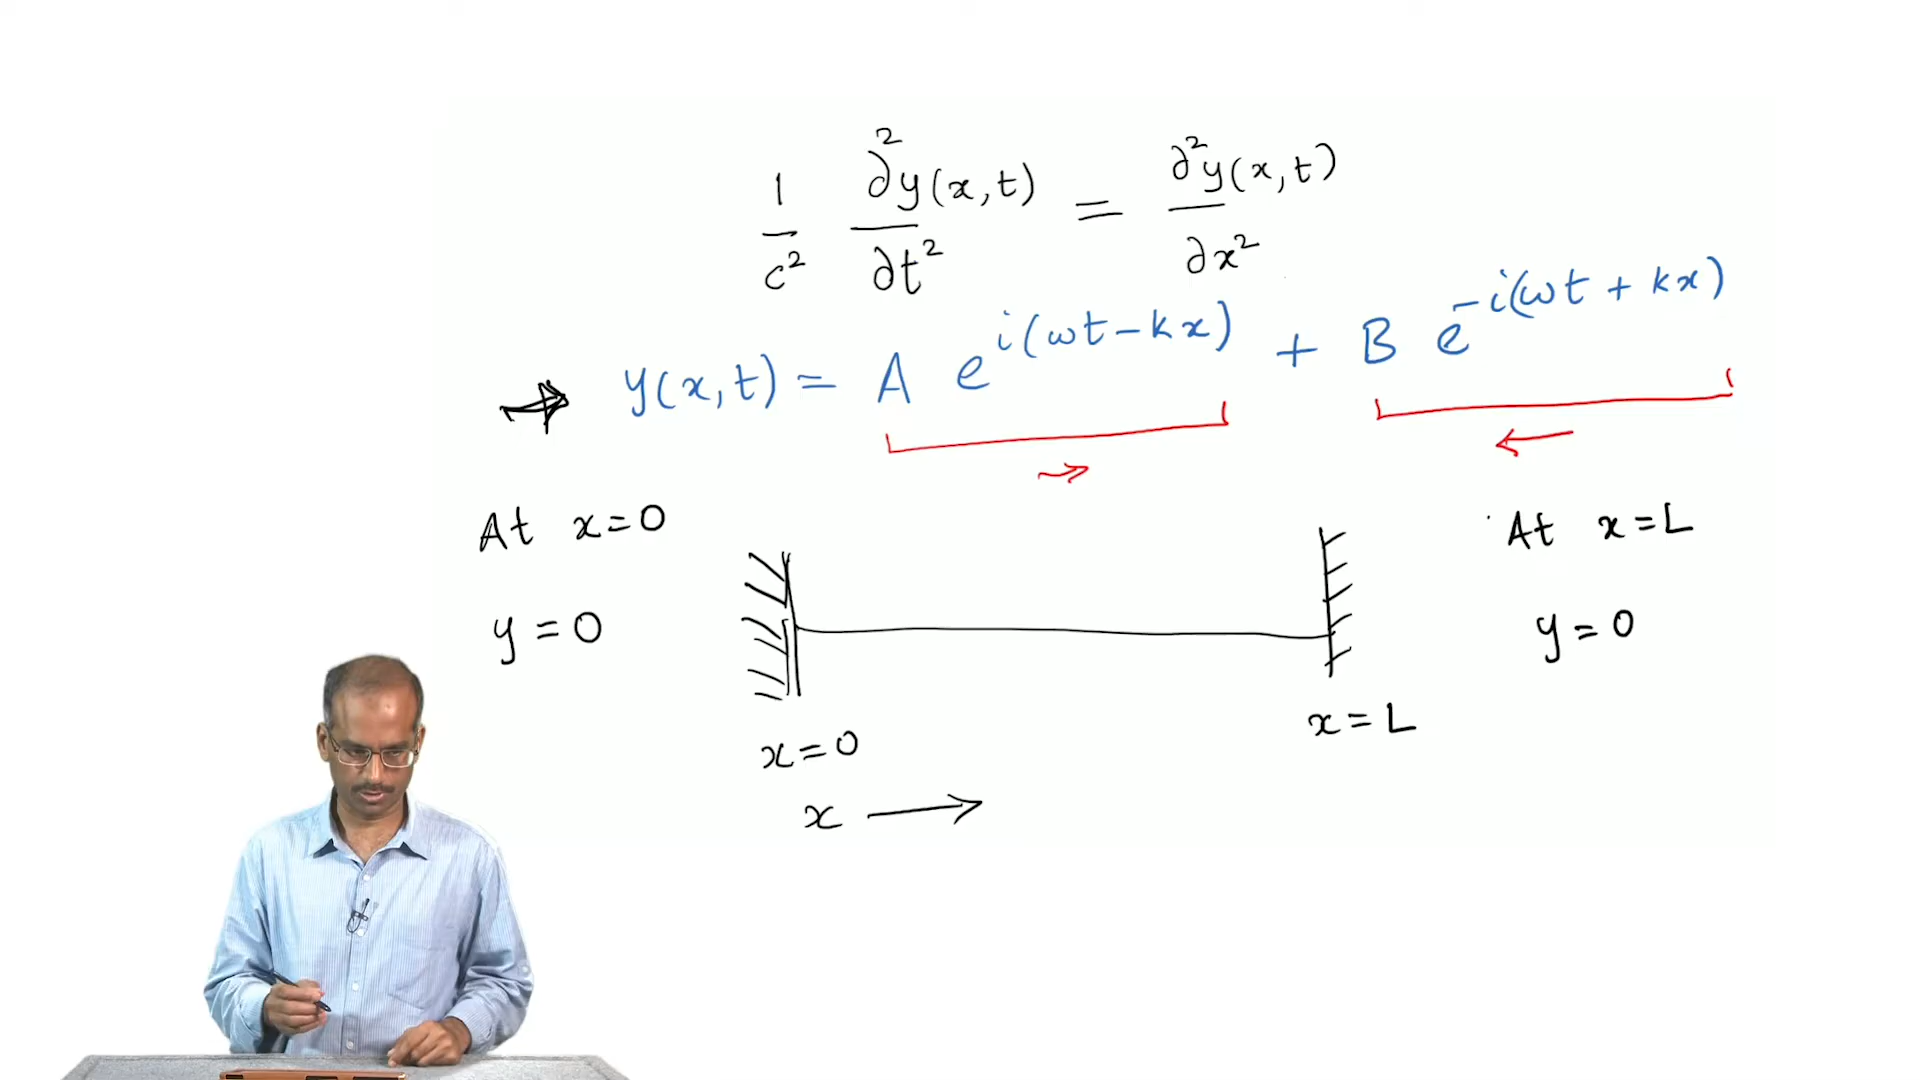 1/c² ∂²y(x,t)/∂t² = ∂²y(x,t)/∂x²
y(x,t) = A e^{i(ωt-kx)} + B e^{-i(ωt+kx)}
At x=0
At x=L
y=0
y=0
x=0
x=L
x